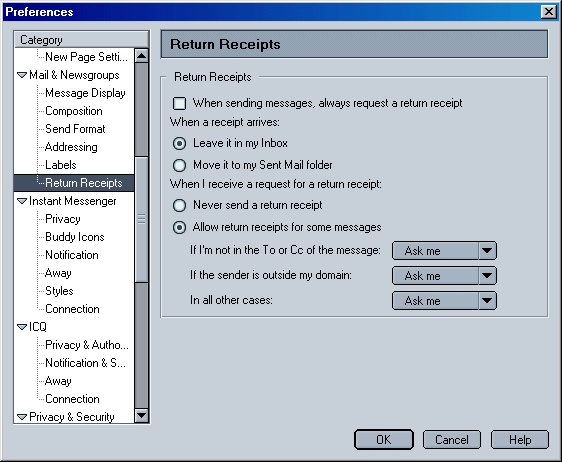 Preferences
Category
New Page Setti...
Mail & Newsgroups
Message Display
Composition
Send Format
Addressing
Labels
Return Receipts
Instant Messenger
Privacy
Buddy Icons
Notification
Away
Styles
Connection
ICQ
Privacy & Autho...
Notification & S...
Away
Connection
Privacy & Security
Return Receipts
Return Receipts
When sending messages, always request a return receipt
When a receipt arrives:
Leave it in my Inbox
Move it to my Sent Mail folder
When I receive a request for a return receipt:
Never send a return receipt
Allow return receipts for some messages
If I'm not in the To or Cc of the message: Ask me
If the sender is outside my domain: Ask me
In all other cases: Ask me
OK Cancel Help